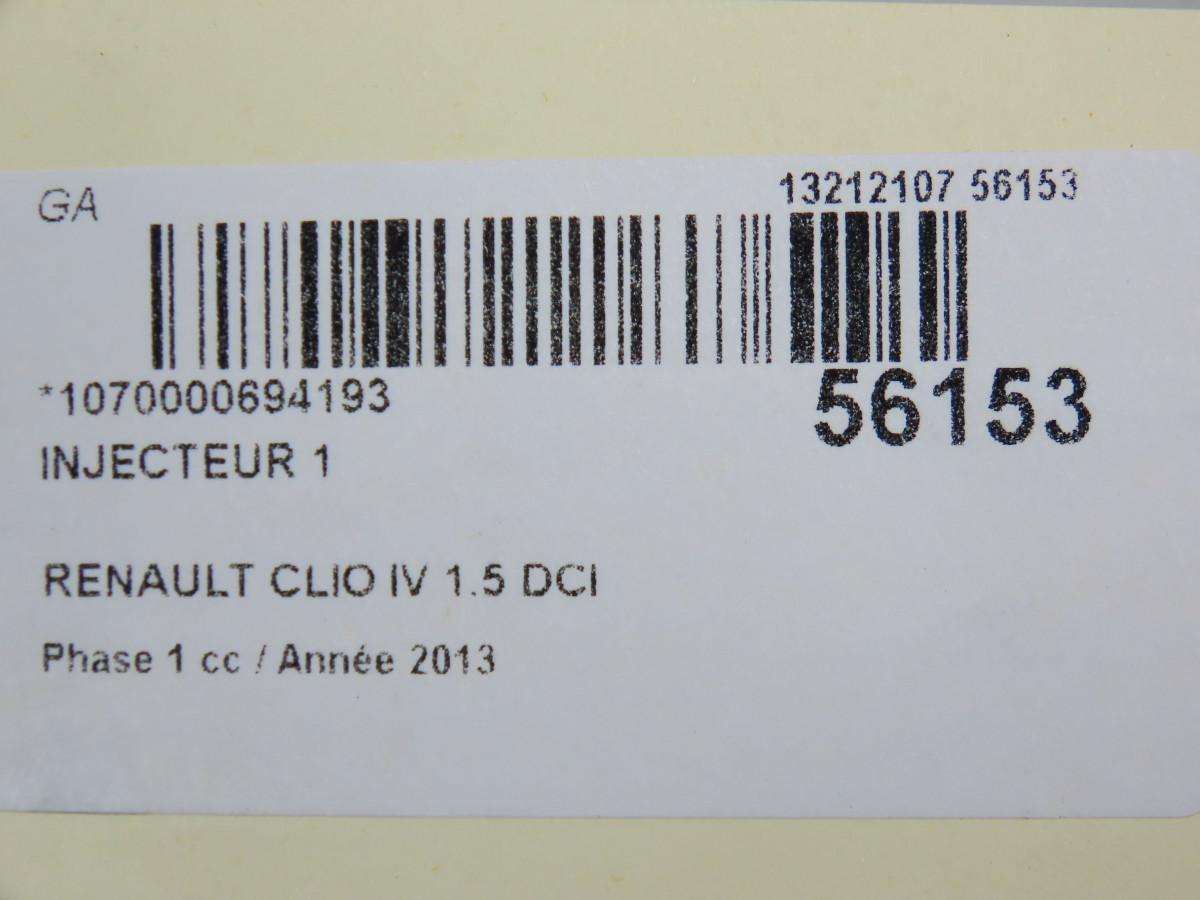 GA
13212107 56153
*1070000694193
56153
INJECTEUR 1
RENAULT CLIO IV 1.5 DCI
Phase 1 cc / Année 2013